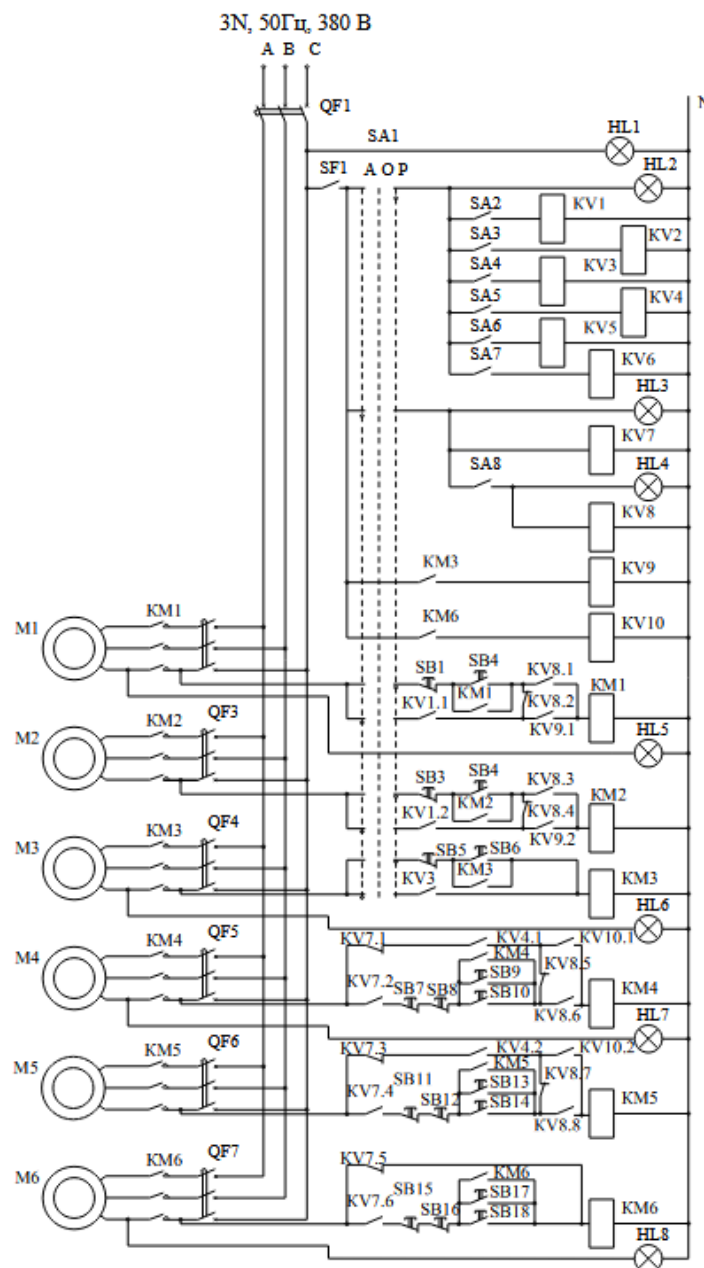 3N, 50Гц, 380 В
A B C
N
QF1
SA1
HL1
SF1
A O P
HL2
SA2
KV1
SA3
KV2
SA4
KV3
SA5
KV4
SA6
KV5
SA7
KV6
HL3
KV7
SA8
HL4
KV8
KM3
KV9
KM6
KV10
M1
KM1
SB1
SB4
KV8.1
KM1
KV1.1
KM1
KV8.2
KV9.1
M2
KM2
QF3
HL5
SB3
SB4
KV8.3
KM2
KV1.2
KM2
KV8.4
KV9.2
M3
KM3
QF4
SB5
SB6
KV3
KM3
KM3
HL6
M4
KM4
QF5
KV7.1
KV4.1
KV10.1
KM4
KV8.5
KV7.2
SB7
SB8
SB9
SB10
KM4
KV8.6
HL7
M5
KM5
QF6
KV7.3
KV4.2
KV10.2
KM5
KV8.7
KV7.4
SB11
SB12
SB13
SB14
KM5
KV8.8
M6
KM6
QF7
KV7.5
KV7.6
SB15
SB16
KM6
SB17
SB18
KM6
HL8